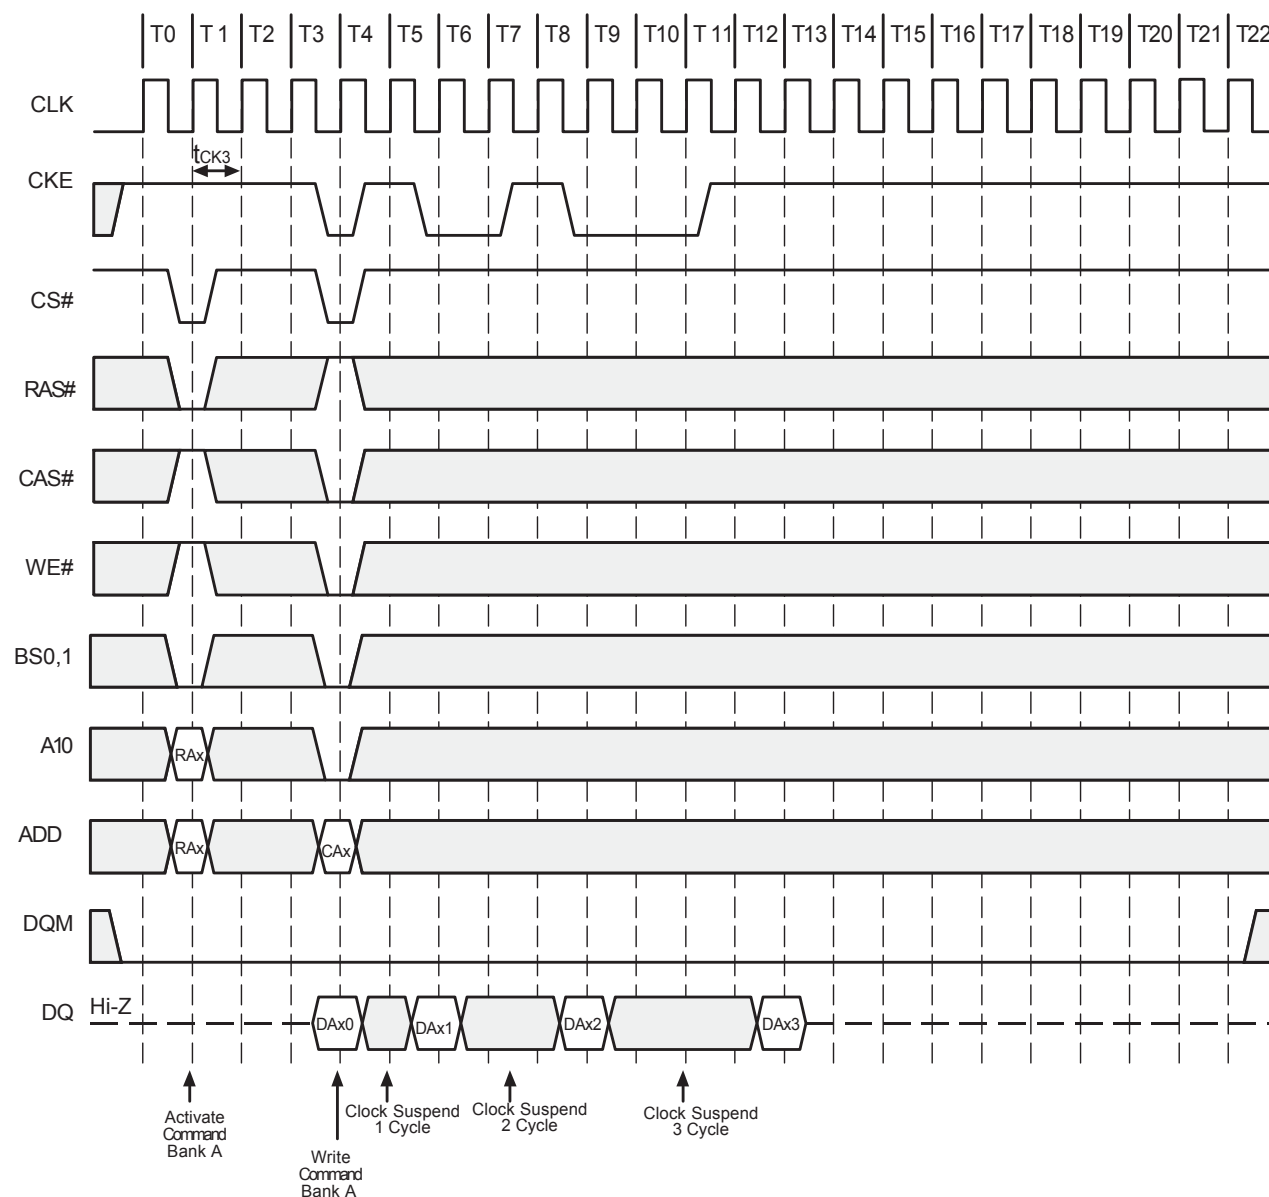 T0 T 1 T2 T3 T4 T5 T6 T7 T8 T9 T10 T 11 T12 T13 T14 T15 T16 T17 T18 T19 T20 T21 T22
CLK
tCK3
CKE
CS#
RAS#
CAS#
WE#
BS0,1
A10 RAx
ADD RAx CAx
DQM
DQ Hi-Z DAx0 DAx1 DAx2 DAx3
Activate
Command
Bank A
Write
Command
Bank A
Clock Suspend
1 Cycle
Clock Suspend
2 Cycle
Clock Suspend
3 Cycle